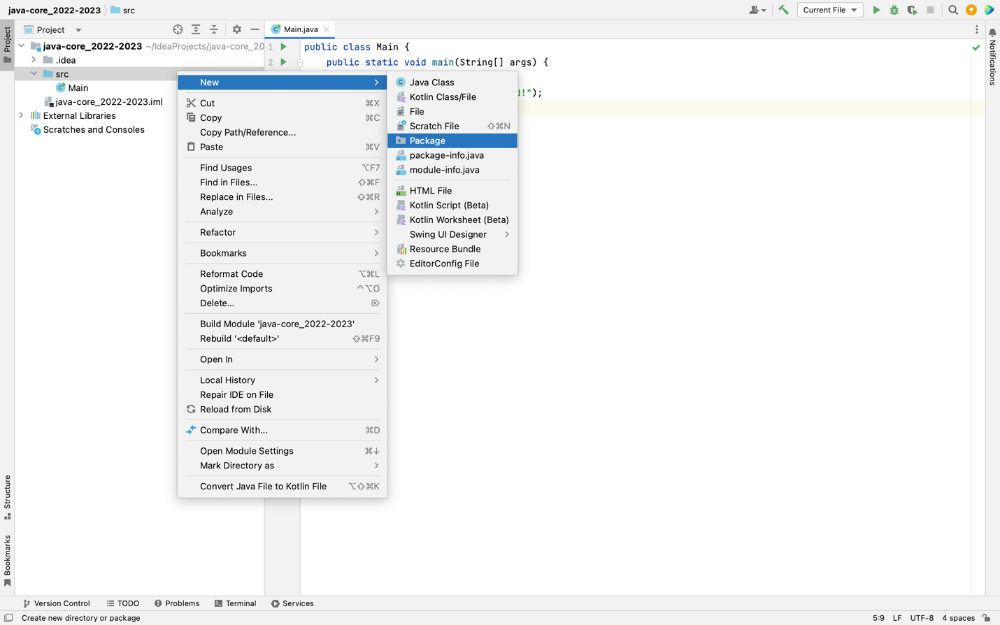 java-core_2022-2023
src
Current File
Project
Main.java
java-core_2022-2023 ~/IdeaProjects/java-core_20
.idea
src
Main
java-core_2022-2023.iml
External Libraries
Scratches and Consoles
1 public class Main {
2 public static void main(String[] args) {
d!");
New
Cut ⌘X
Copy ⌘C
Copy Path/Reference...
Paste ⌘V
Find Usages ⌥F7
Find in Files... ⇧⌘F
Replace in Files... ⇧⌘R
Analyze
Refactor
Bookmarks
Reformat Code ⌥⌘L
Optimize Imports ^⌥O
Delete... ⌦
Build Module 'java-core_2022-2023'
Rebuild '<default>' ⇧⌘F9
Open In
Local History
Repair IDE on File
Reload from Disk
Compare With... ⌘D
Open Module Settings ⌘↓
Mark Directory as
Convert Java File to Kotlin File ⌥⇧⌘K
Java Class
Kotlin Class/File
File
Scratch File ⇧⌘N
Package
package-info.java
module-info.java
HTML File
Kotlin Script (Beta)
Kotlin Worksheet (Beta)
Swing UI Designer
Resource Bundle
EditorConfig File
Project
Structure
Bookmarks
Notifications
Version Control
TODO
Problems
Terminal
Services
Create new directory or package
5:9 LF UTF-8 4 spaces